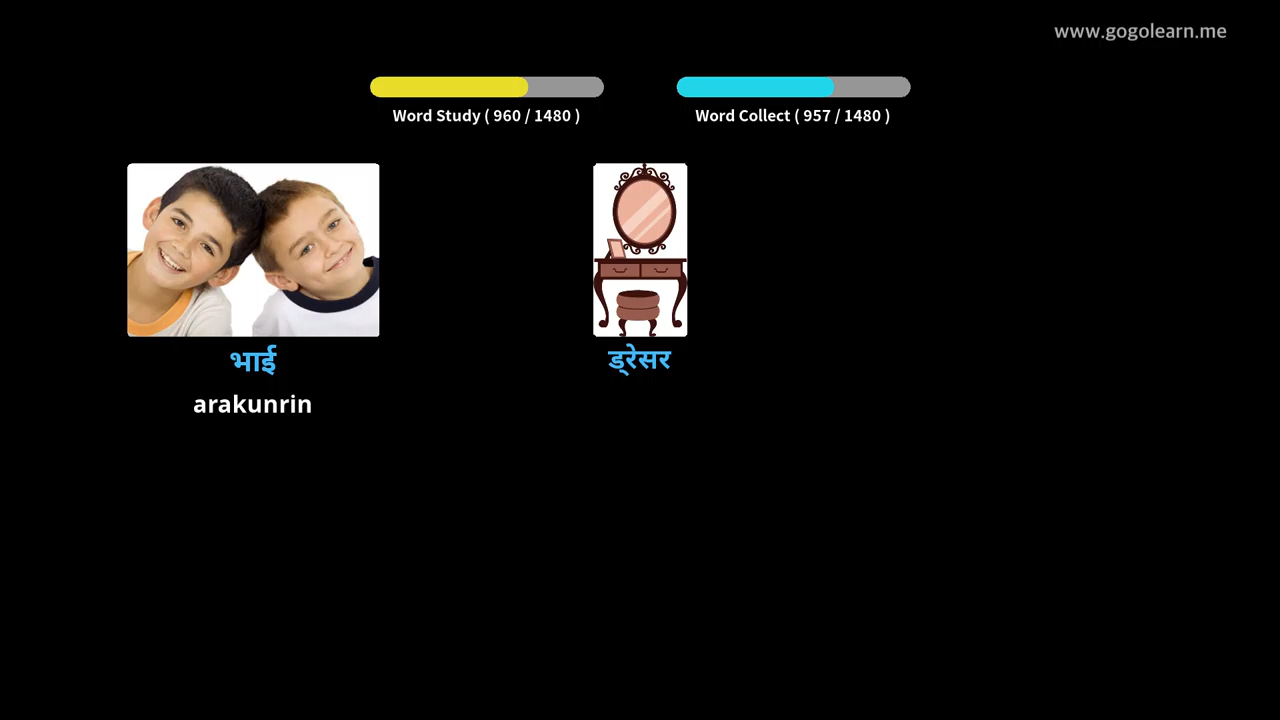 www.gogolearn.me
Word Study ( 960 / 1480 )
Word Collect ( 957 / 1480 )
भाई
ड्रेसर
arakunrin